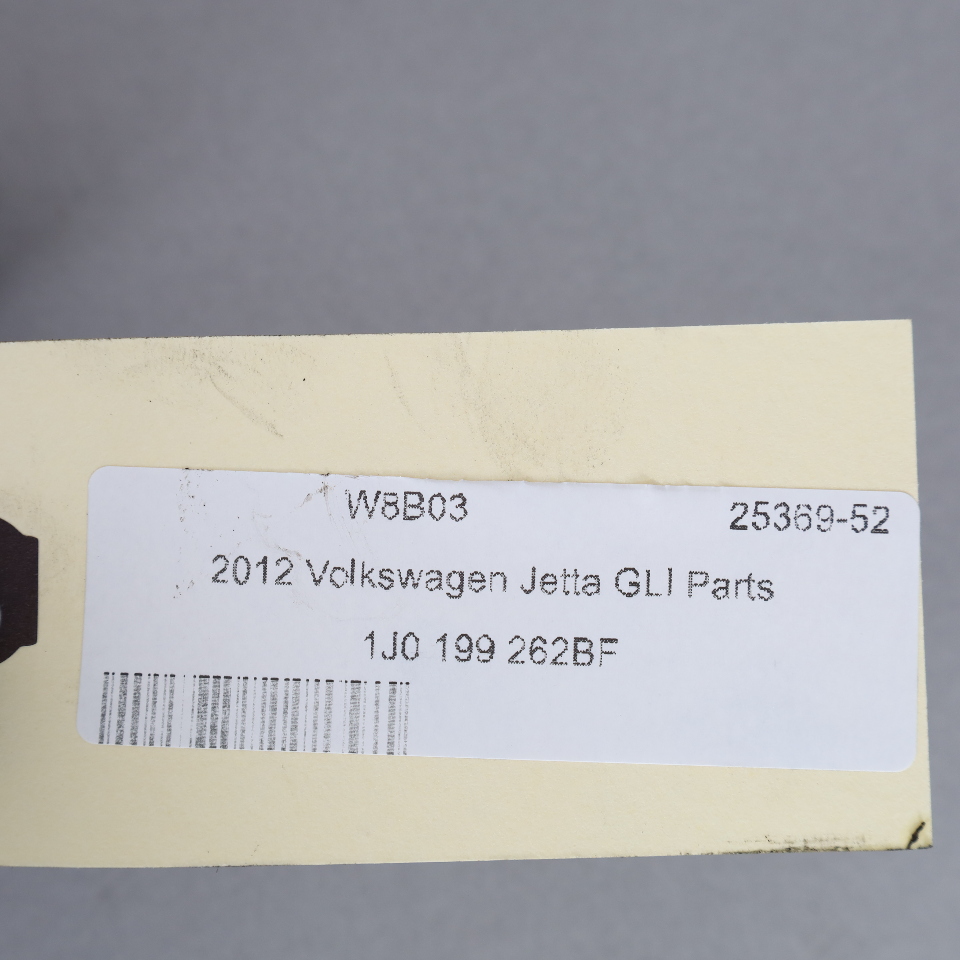 W8B03 25369-52
2012 Volkswagen Jetta GLI Parts
1J0 199 262BF